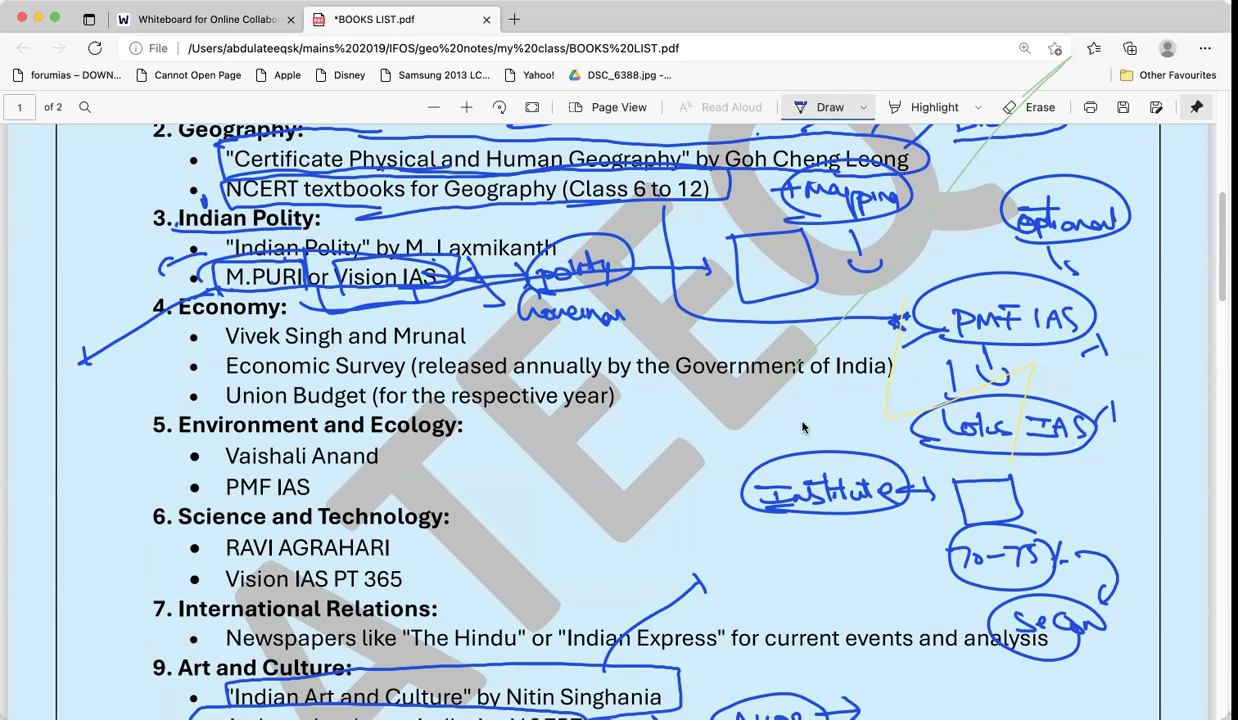 Whiteboard for Online Collabo
*BOOKS LIST.pdf
File
/Users/abdulateeqsk/mains%202019/IFOS/geo%20notes/my%20class/BOOKS%20LIST.pdf
forumias – DOWN...
Cannot Open Page
Apple
Disney
Samsung 2013 LC...
Yahoo!
DSC_6388.jpg -...
Other Favourites
1 of 2
Page View
Read Aloud
Draw
Highlight
Erase
2. Geography:
"Certificate Physical and Human Geography" by Goh Cheng Leong
NCERT textbooks for Geography (Class 6 to 12)
+ Mapping
optional
3. Indian Polity:
"Indian Polity" by M. Laxmikanth
M.PURI or Vision IAS
polity
4. Economy:
PMF IAS
Vivek Singh and Mrunal
Economic Survey (released annually by the Government of India)
Union Budget (for the respective year)
5. Environment and Ecology:
IAS
Vaishali Anand
PMF IAS
Institute
6. Science and Technology:
RAVI AGRAHARI
70-75%
Vision IAS PT 365
7. International Relations:
Newspapers like "The Hindu" or "Indian Express" for current events and analysis
9. Art and Culture:
"Indian Art and Culture" by Nitin Singhania
ATEEQ